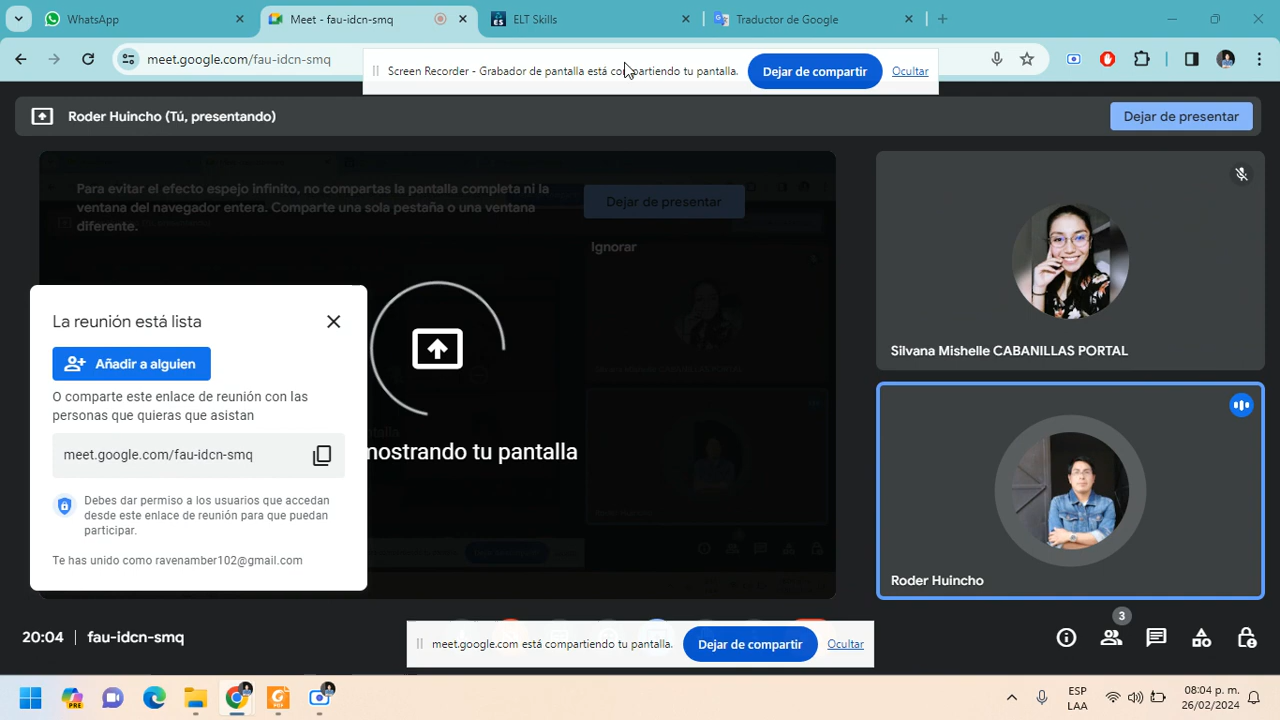 WhatsApp
Meet - fau-idcn-smq
ELT Skills
Traductor de Google
meet.google.com/fau-idcn-smq
Screen Recorder - Grabador de pantalla está compartiendo tu pantalla.
Dejar de compartir
Ocultar
Roder Huincho (Tú, presentando)
Dejar de presentar
Para evitar el efecto espejo infinito, no compartas la pantalla completa ni la
ventana del navegador entera. Comparte una sola pestaña o una ventana
diferente.
Dejar de presentar
Ignorar
La reunión está lista
Añadir a alguien
O comparte este enlace de reunión con las
personas que quieras que asistan
meet.google.com/fau-idcn-smq
Debes dar permiso a los usuarios que accedan
desde este enlace de reunión para que puedan
participar.
Te has unido como ravenamber102@gmail.com
mostrando tu pantalla
Silvana Mishelle CABANILLAS PORTAL
Roder Huincho
20:04
fau-idcn-smq
meet.google.com está compartiendo tu pantalla.
Dejar de compartir
Ocultar
3
PRE
PDF
ESP
LAA
08:04 p. m.
26/02/2024